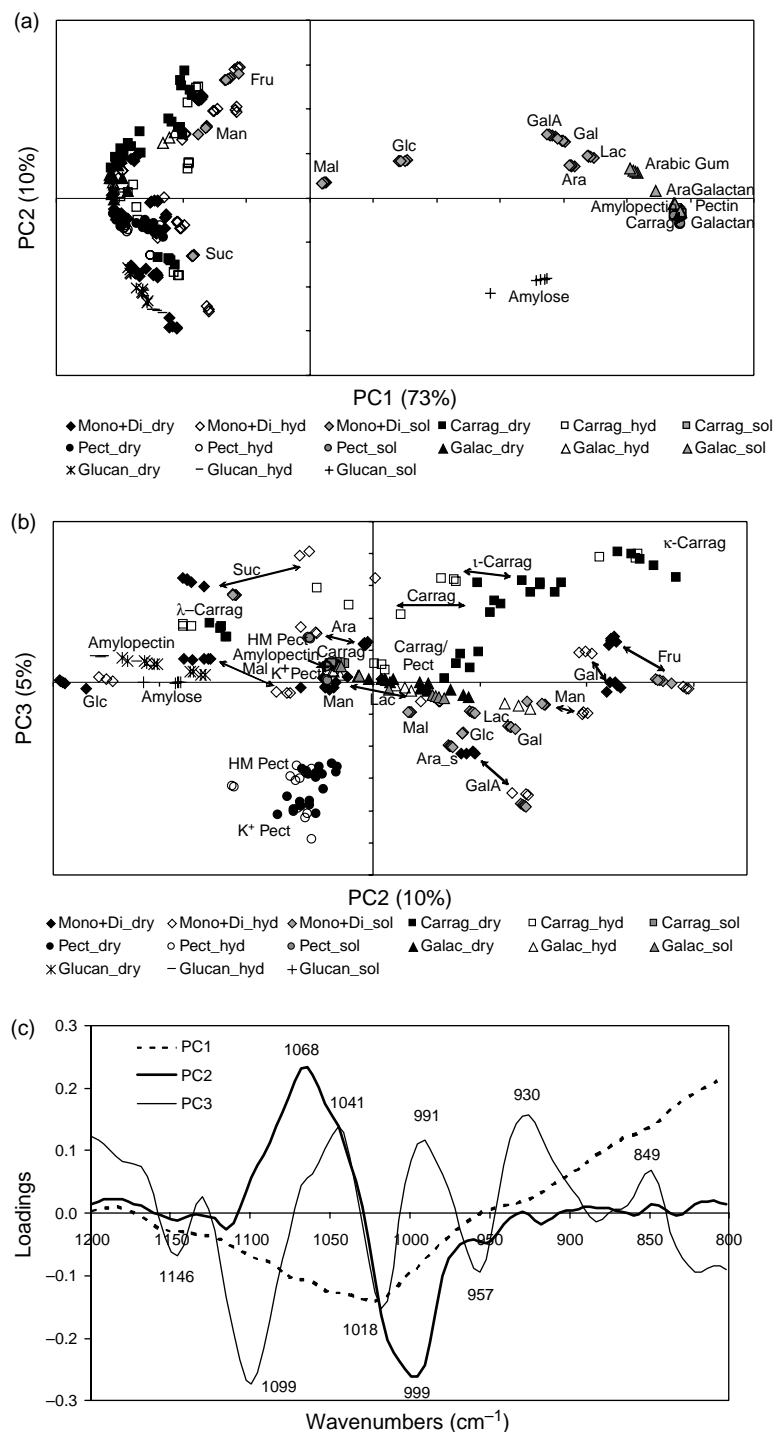 (a)
Fru
Man
Suc
Mal
Glc
GalA
Gal
Lac
Ara
Arabic Gum
AraGalactan
Amylopectin
Pectin
Carrag
Galactan
Amylose
PC2 (10%)
PC1 (73%)
Mono+Di_dry Mono+Di_hyd Mono+Di_sol Carrag_dry Carrag_hyd Carrag_sol
Pect_dry Pect_hyd Pect_sol Galac_dry Galac_hyd Galac_sol
Glucan_dry Glucan_hyd Glucan_sol
(b)
κ-Carrag
Suc
ι-Carrag
Carrag
λ–Carrag
Ara
HM Pect
Amylopectin
Carrag
Amylopectin
Carrag/
Pect
Fru
Mal
K+ Pect
Gal
Glc
Amylose
Man
Lac
Man
Mal
Lac
Glc
Gal
Ara_s
HM Pect
GalA
K+ Pect
PC3 (5%)
PC2 (10%)
Mono+Di_dry Mono+Di_hyd Mono+Di_sol Carrag_dry Carrag_hyd Carrag_sol
Pect_dry Pect_hyd Pect_sol Galac_dry Galac_hyd Galac_sol
Glucan_dry Glucan_hyd Glucan_sol
(c)
0.3
0.2
0.1
0.0
–0.1
–0.2
–0.3
Loadings
PC1
PC2
PC3
1068
1041
991
930
849
1146
1099
1018
999
957
1200 1150 1100 1050 1000 950 900 850 800
Wavenumbers (cm–1)